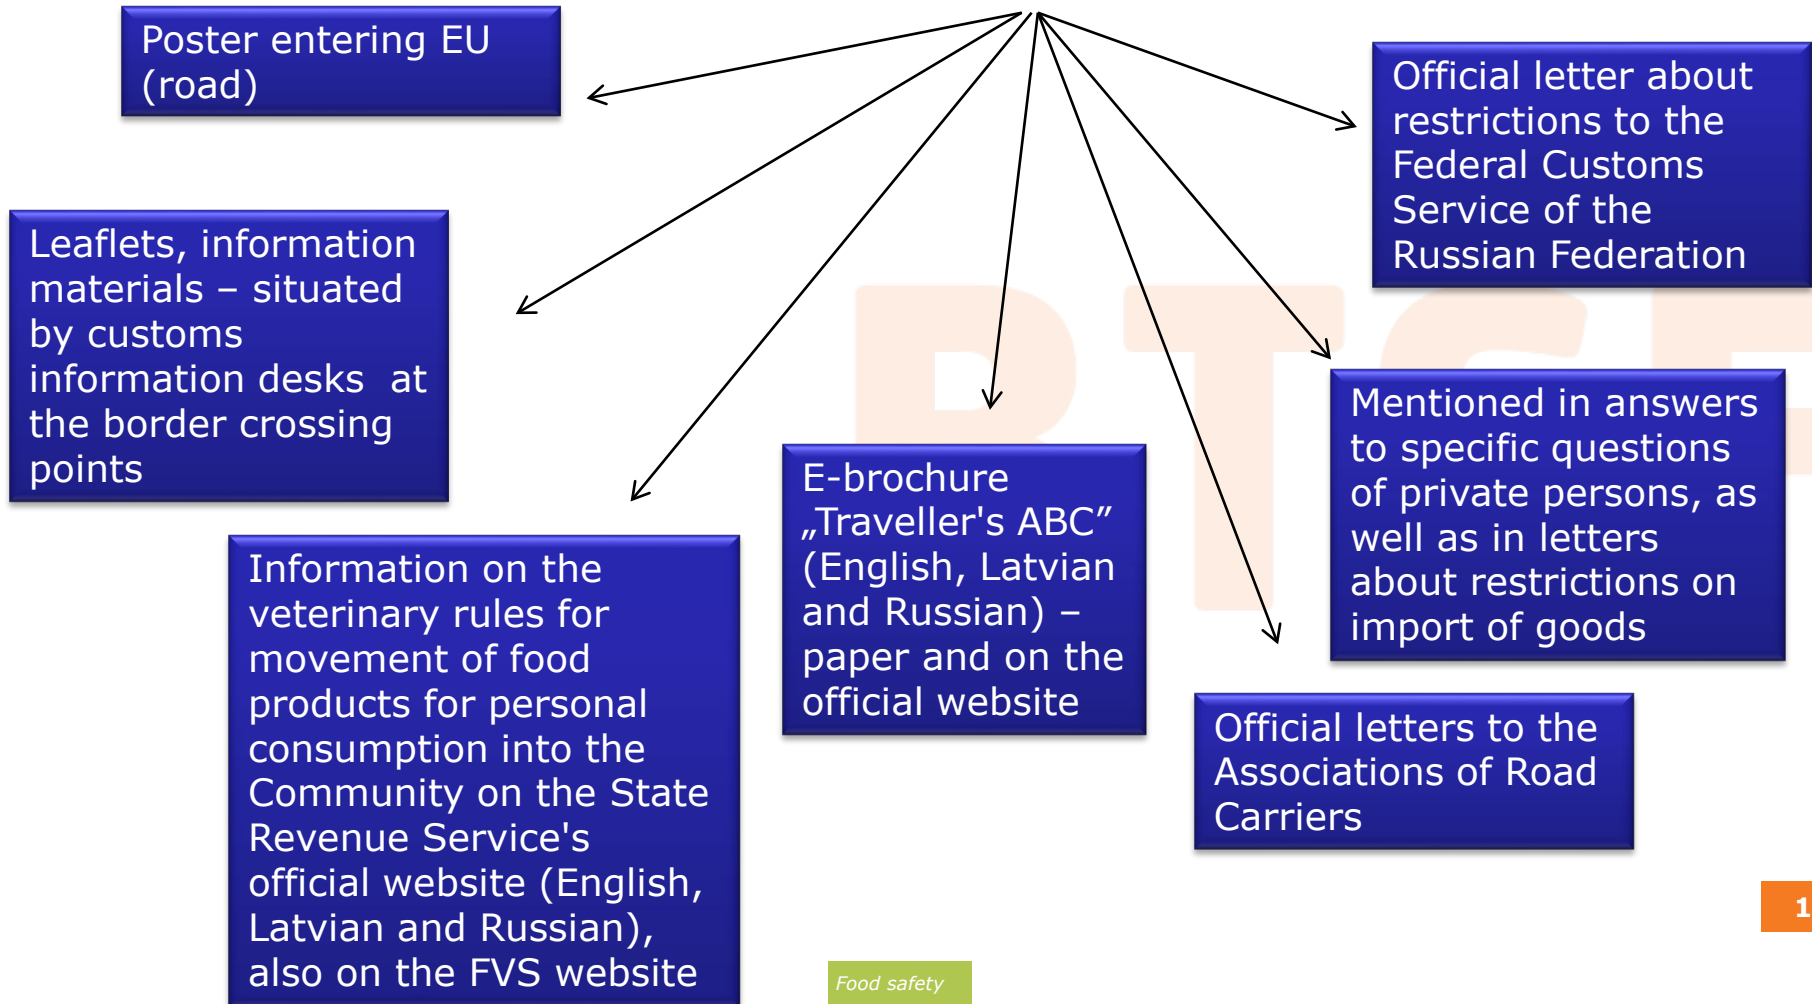 Poster entering EU
(road)
Official letter about
restrictions to the
Federal Customs
Service of the
Russian Federation
Leaflets, information
materials – situated
by customs
information desks  at
the border crossing
points
Mentioned in answers
to specific questions
of private persons, as
well as in letters
about restrictions on
import of goods
E-brochure
„Traveller's ABC”
(English, Latvian
and Russian) –
paper and on the
official website
Information on the
veterinary rules for
movement of food
products for personal
consumption into the
Community on the State
Revenue Service's
official website (English,
Latvian and Russian),
also on the FVS website
Official letters to the
Associations of Road
Carriers
1
Food safety